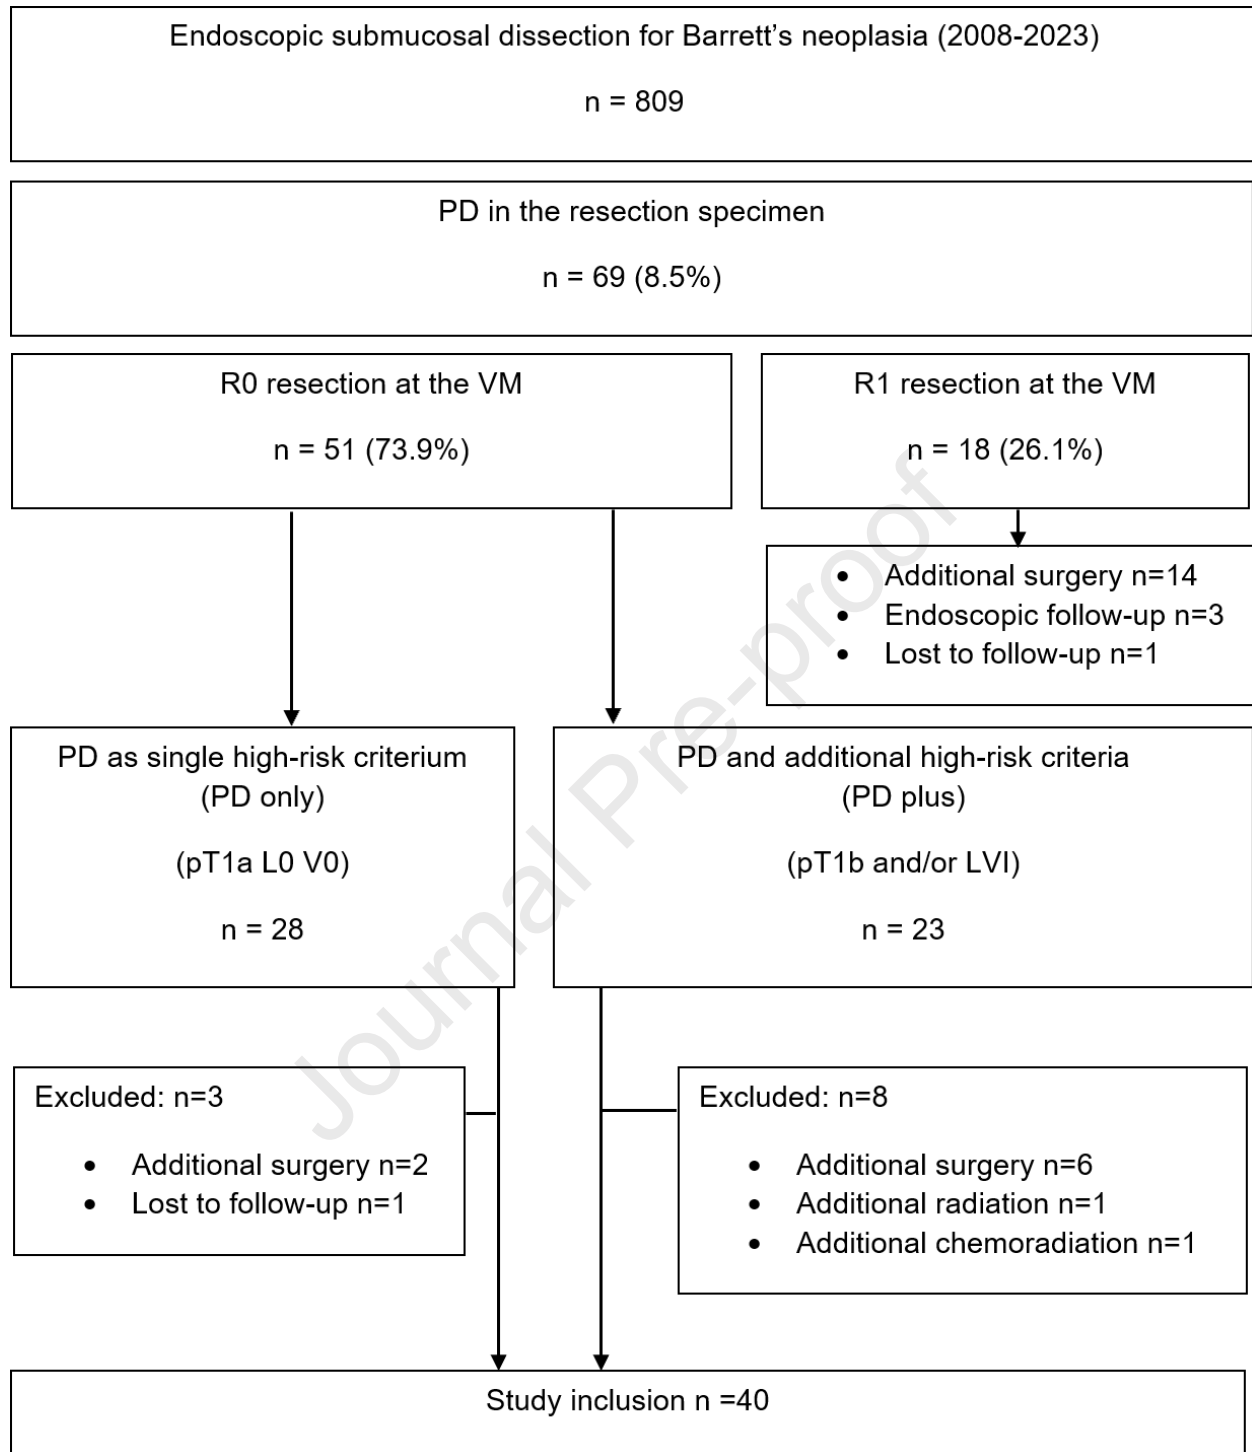 Endoscopic submucosal dissection for Barrett’s neoplasia (2008-2023)
n = 809
PD in the resection specimen
n = 69 (8.5%)
R0 resection at the VM
n = 51 (73.9%)
R1 resection at the VM
n = 18 (26.1%)
• Additional surgery n=14
• Endoscopic follow-up n=3
• Lost to follow-up n=1
PD as single high-risk criterium
(PD only)
(pT1a L0 V0)
n = 28
PD and additional high-risk criteria
(PD plus)
(pT1b and/or LVI)
n = 23
Excluded: n=3
• Additional surgery n=2
• Lost to follow-up n=1
Excluded: n=8
• Additional surgery n=6
• Additional radiation n=1
• Additional chemoradiation n=1
Study inclusion n =40
Journal Pre-proof